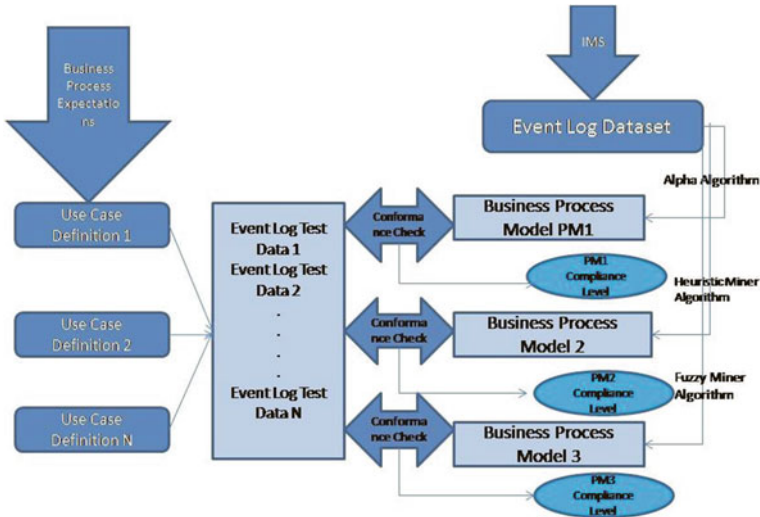 Business
Process
Expectatio
ns
IMS
Event Log Dataset
Alpha Algorithm
Use Case
Definition 1
Event Log Test
Data 1
Event Log Test
Data 2
.
.
.
.
Event Log Test
Data N
Conforma
nce Check
Business Process
Model PM1
PM1
Compliance
Level
Heuristic Miner
Algorithm
Use Case
Definition 2
Conforma
nce Check
Business Process
Model 2
PM2
Compliance
Level
Fuzzy Miner
Algorithm
Use Case
Definition N
Conforma
nce Check
Business Process
Model 3
PM3
Compliance
Level